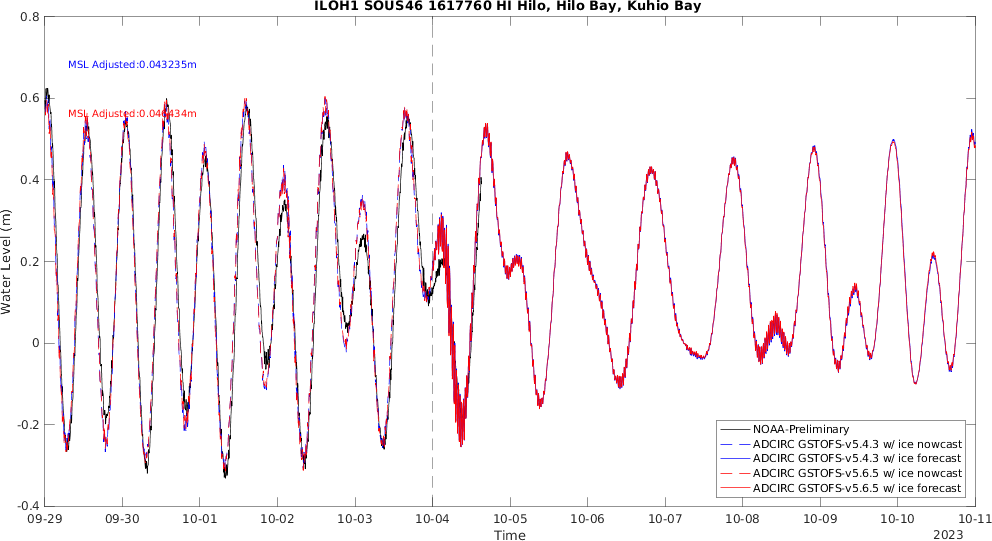 ILOH1 SOUS46 1617760 HI Hilo, Hilo Bay, Kuhio Bay
0.8
MSL Adjusted:0.043235m
0.6
MSL Adjusted:0.046434m
0.4
Water Level (m)
0.2
0
-0.2
NOAA-Preliminary
ADCIRC GSTOFS-v5.4.3 w/ ice nowcast
ADCIRC GSTOFS-v5.4.3 w/ ice forecast
ADCIRC GSTOFS-v5.6.5 w/ ice nowcast
ADCIRC GSTOFS-v5.6.5 w/ ice forecast
-0.4
09-29 09-30 10-01 10-02 10-03 10-04 10-05 10-06 10-07 10-08 10-09 10-10 10-11
Time
2023